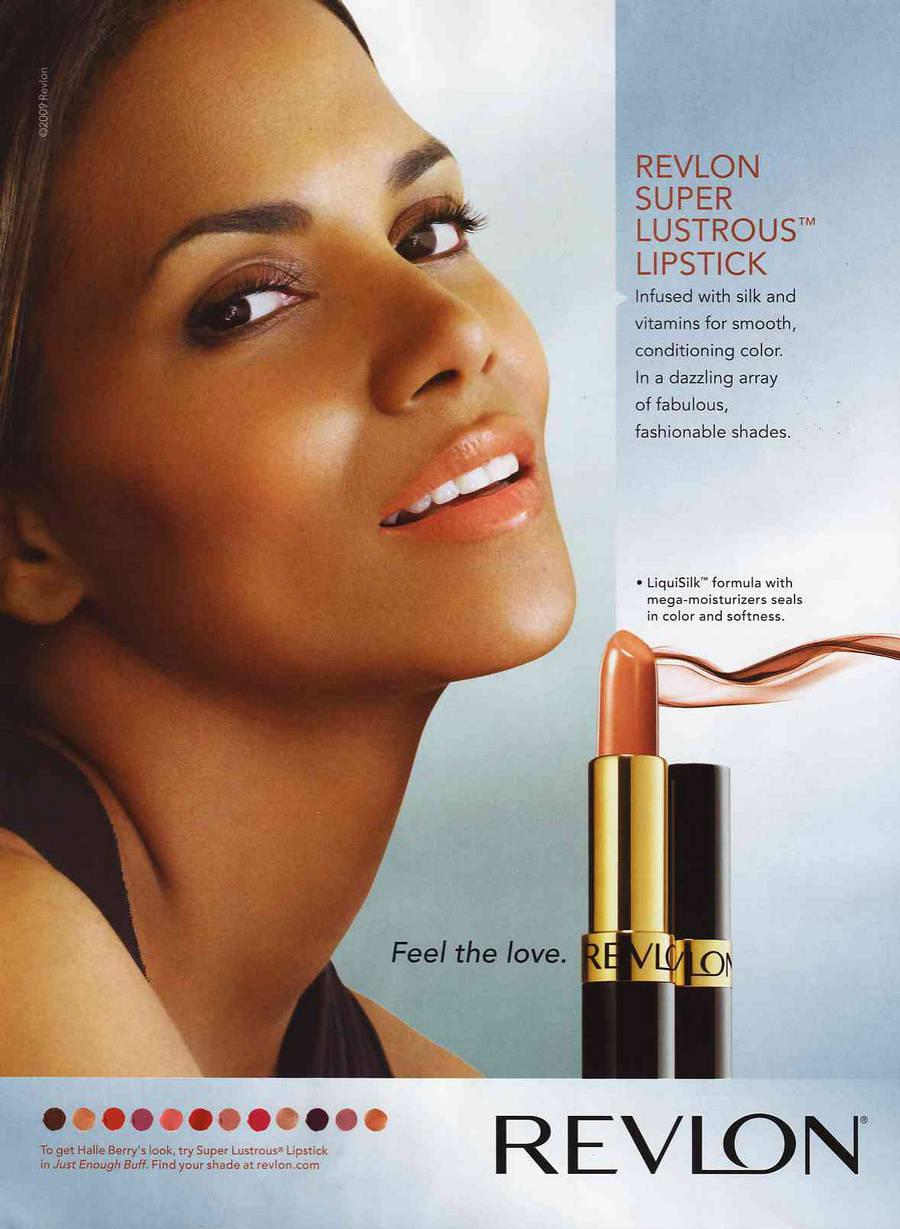 ©2009 Revlon
REVLON
SUPER
LUSTROUS™
LIPSTICK
Infused with silk and
vitamins for smooth,
conditioning color.
In a dazzling array
of fabulous,
fashionable shades.
• LiquiSilk™ formula with
mega-moisturizers seals
in color and softness.
Feel the love.
REVLO
VLON
To get Halle Berry's look, try Super Lustrous® Lipstick
in Just Enough Buff. Find your shade at revlon.com
REVLON®